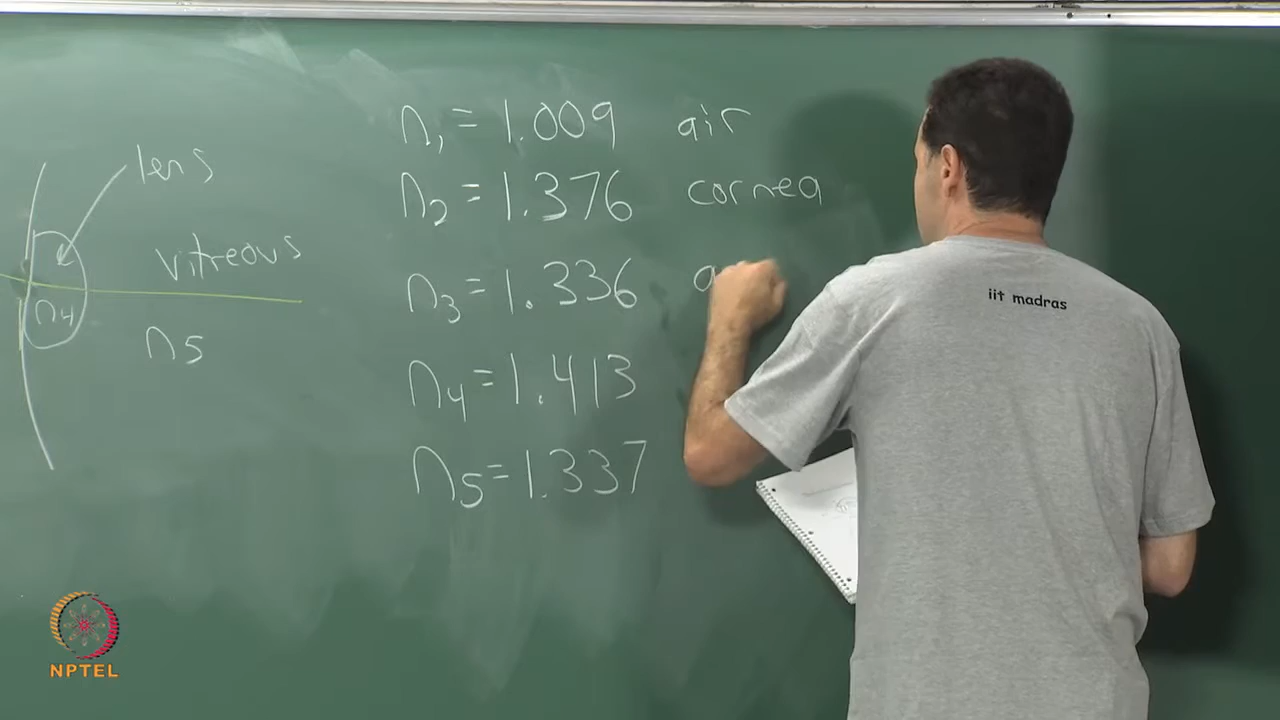 lens
vitreous
n4
n5
n1 = 1.009 air
n2 = 1.376 cornea
n3 = 1.336 a
n4 = 1.413
n5 = 1.337
iit madras
NPTEL